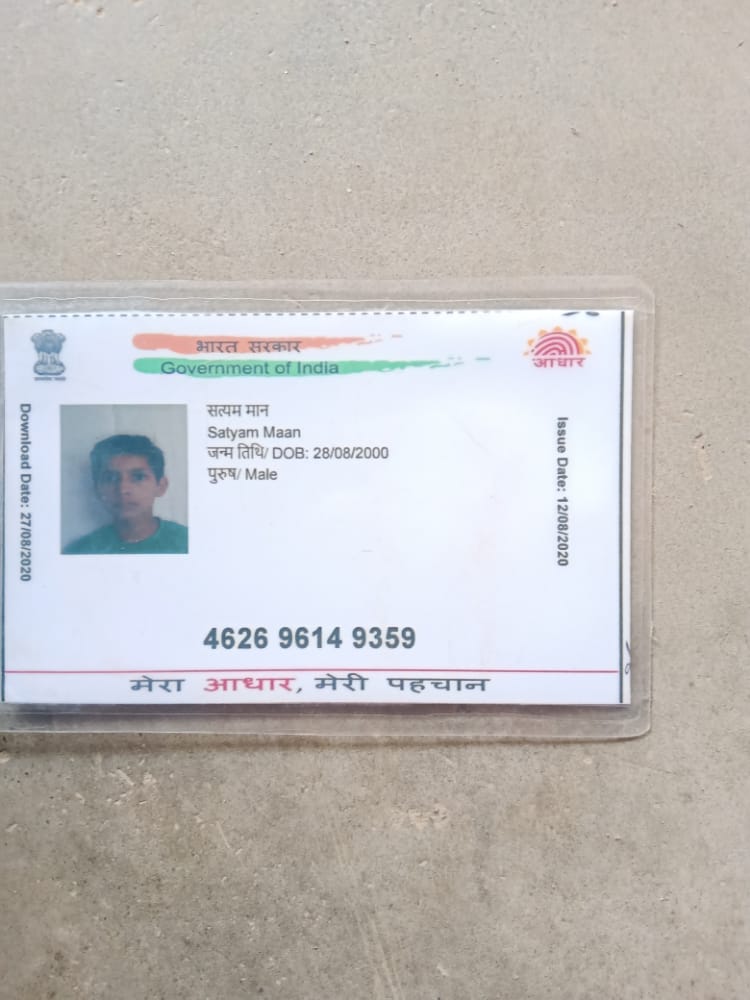 भारत सरकार
Government of India
आधार
Download Date: 27/08/2020
सत्यम मान
Satyam Maan
जन्म तिथि/ DOB: 28/08/2000
पुरुष/ Male
Issue Date: 12/08/2020
4626 9614 9359
मेरा आधार, मेरी पहचान